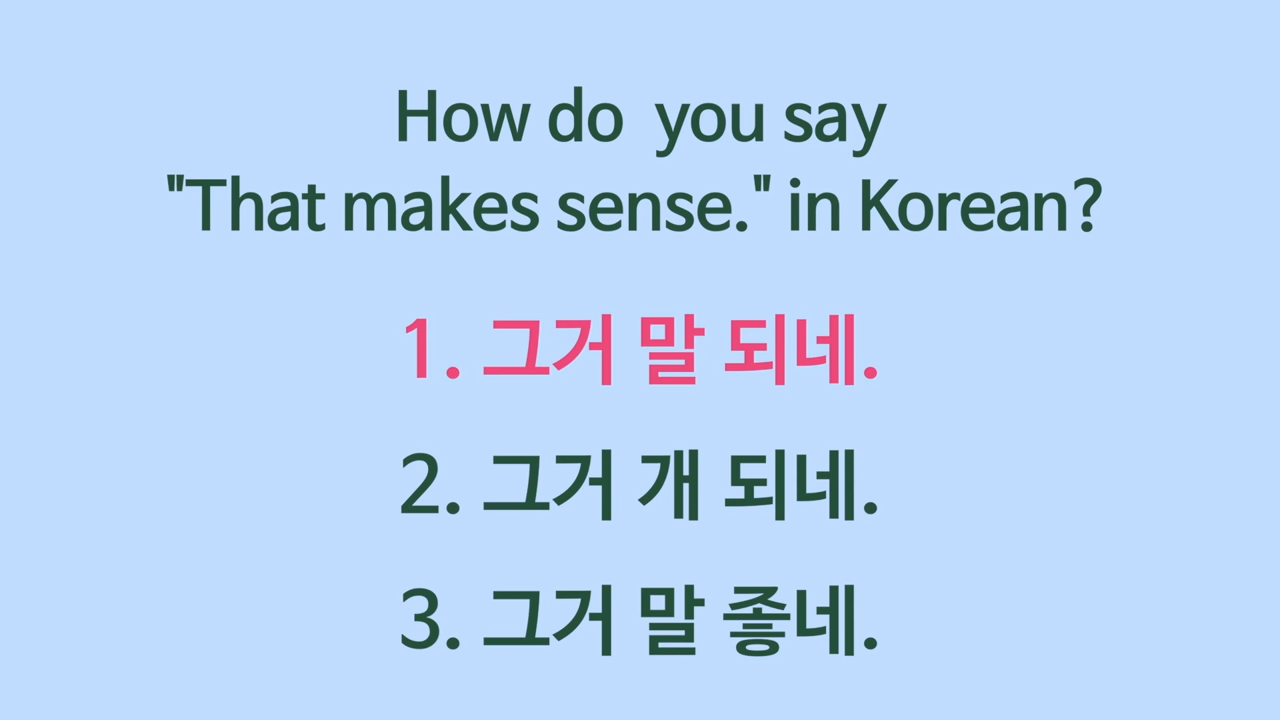 How do  you say
"That makes sense." in Korean?
1. 그거 말 되네.
2. 그거 개 되네.
3. 그거 말 좋네.